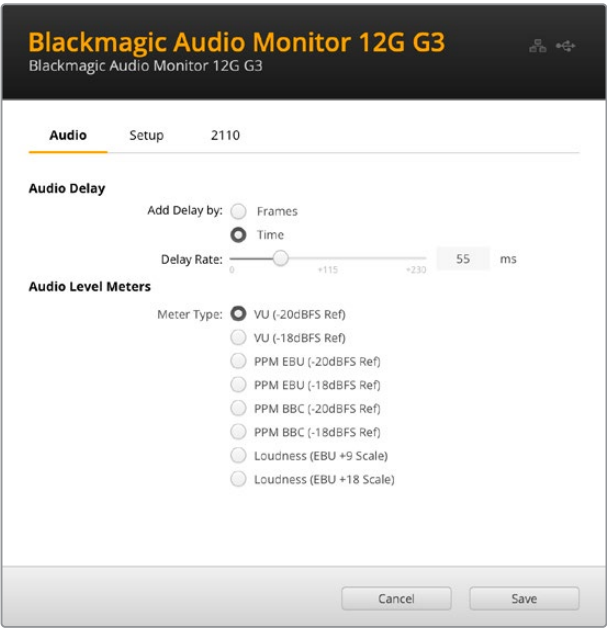 Blackmagic Audio Monitor 12G G3
Blackmagic Audio Monitor 12G G3
Audio Setup 2110
Audio Delay
Add Delay by: Frames
Time
Delay Rate: 55 ms
0 +115 +230
Audio Level Meters
Meter Type: VU (-20dBFS Ref)
VU (-18dBFS Ref)
PPM EBU (-20dBFS Ref)
PPM EBU (-18dBFS Ref)
PPM BBC (-20dBFS Ref)
PPM BBC (-18dBFS Ref)
Loudness (EBU +9 Scale)
Loudness (EBU +18 Scale)
Cancel Save